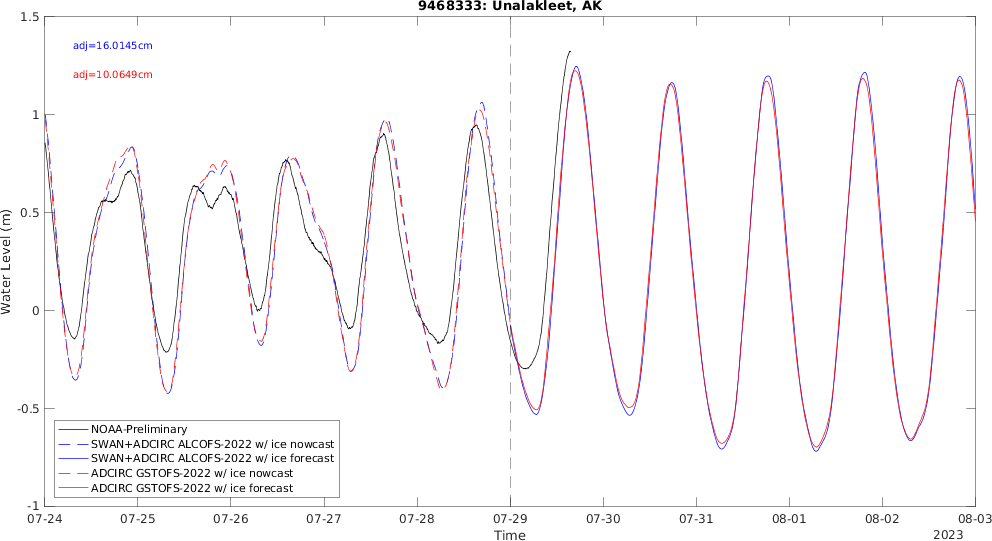 9468333: Unalakleet, AK
1.5
adj=16.0145cm
adj=10.0649cm
1
0.5
0
-0.5
-1
Water Level (m)
NOAA-Preliminary
SWAN+ADCIRC ALCOFS-2022 w/ ice nowcast
SWAN+ADCIRC ALCOFS-2022 w/ ice forecast
ADCIRC GSTOFS-2022 w/ ice nowcast
ADCIRC GSTOFS-2022 w/ ice forecast
07-24 07-25 07-26 07-27 07-28 07-29 07-30 07-31 08-01 08-02 08-03
Time
2023